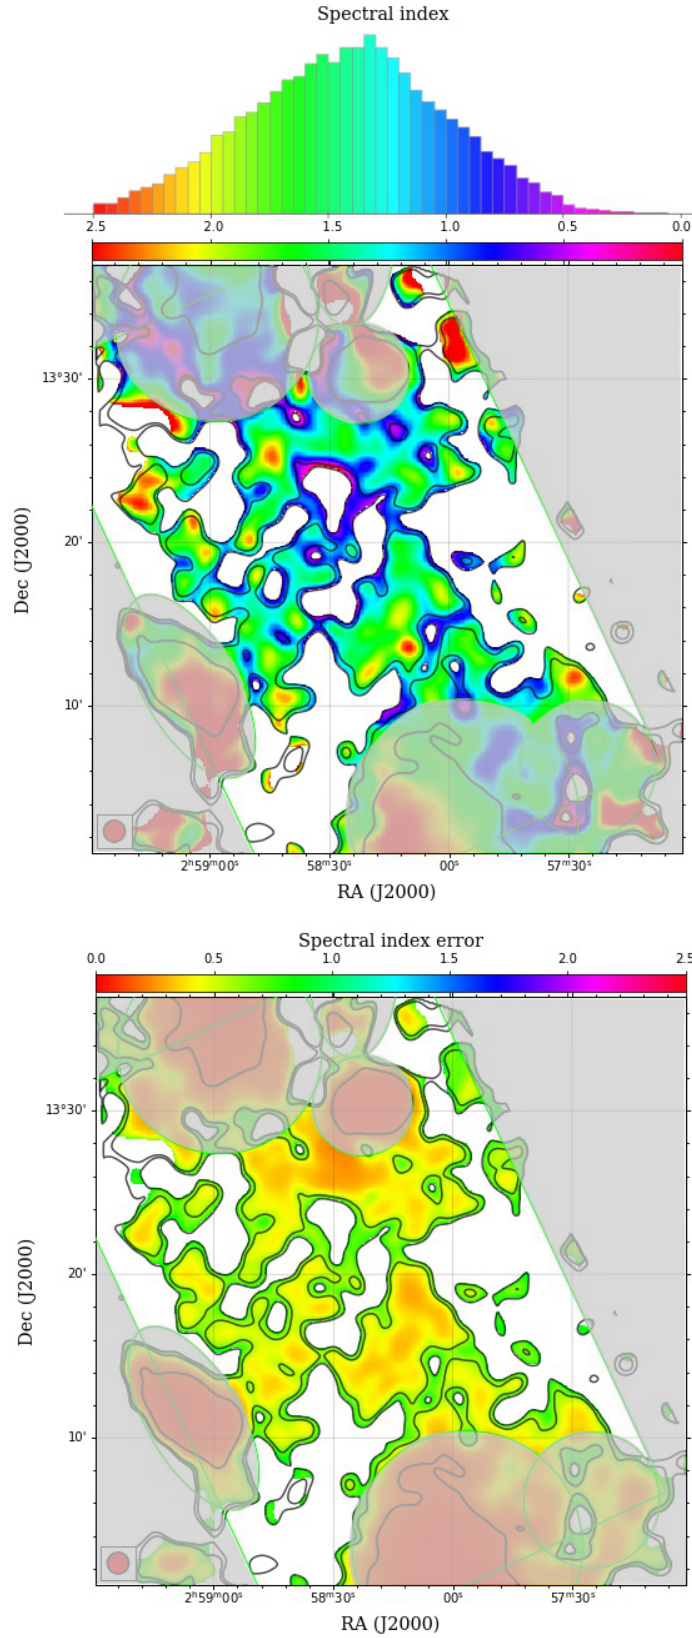 Spectral index
2.5 2.0 1.5 1.0 0.5 0.0
13°30'
20'
10'
Dec (J2000)
2ʰ59ᵐ00ˢ 58ᵐ30ˢ 00ˢ 57ᵐ30ˢ
RA (J2000)
Spectral index error
0.0 0.5 1.0 1.5 2.0 2.5
13°30'
20'
10'
Dec (J2000)
2ʰ59ᵐ00ˢ 58ᵐ30ˢ 00ˢ 57ᵐ30ˢ
RA (J2000)